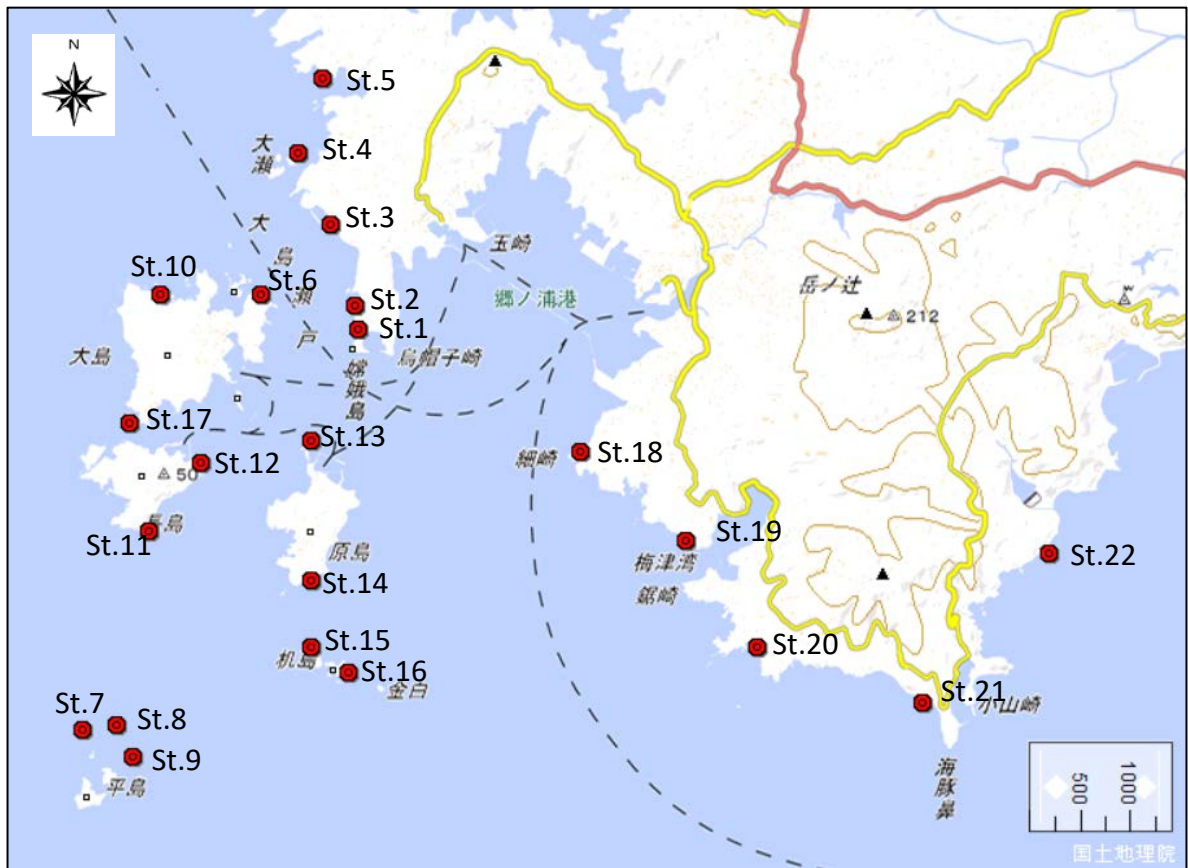 N
St.5
大瀬
St.4
St.3
玉崎
大島瀬戸
St.10
St.6
St.2
郷ノ浦港
岳ノ辻
212
St.1
大島
烏帽子崎
嫦娥島
St.17
St.13
St.18
細崎
St.12
50
長島
St.11
原島
St.19
梅津湾
St.22
鋸崎
St.14
St.15
机島
St.16
金白
St.20
St.7
St.8
St.21
小山崎
St.9
平島
海豚鼻
500
1000
国土地理院